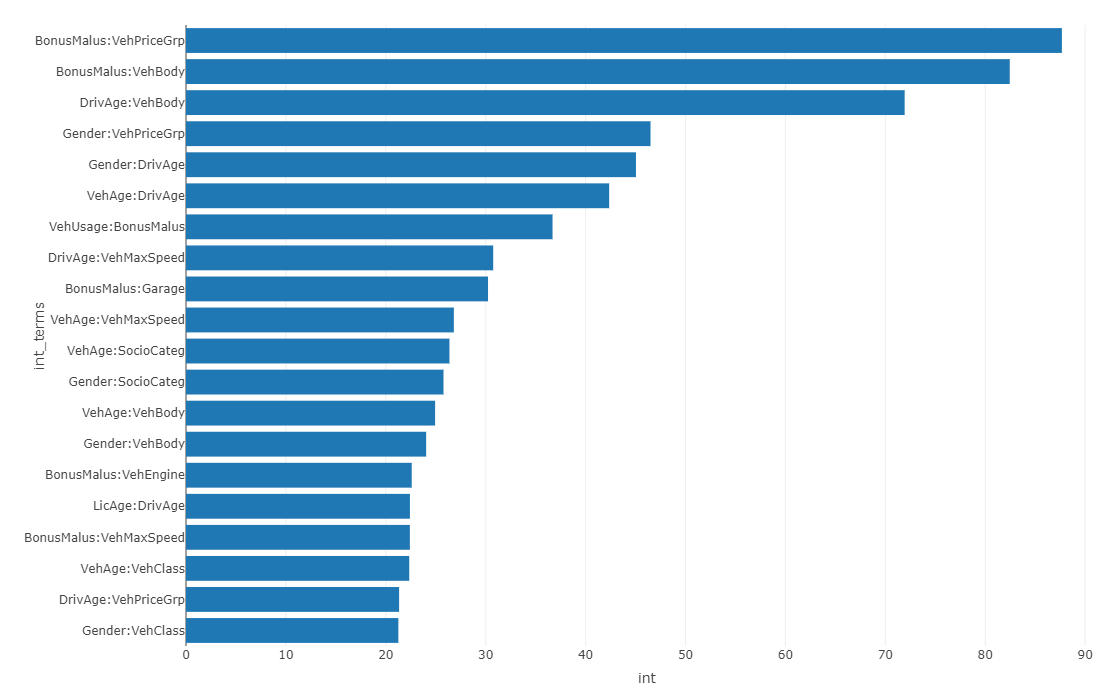 BonusMalus:VehPriceGrp
BonusMalus:VehBody
DrivAge:VehBody
Gender:VehPriceGrp
Gender:DrivAge
VehAge:DrivAge
VehUsage:BonusMalus
DrivAge:VehMaxSpeed
BonusMalus:Garage
VehAge:VehMaxSpeed
VehAge:SocioCateg
Gender:SocioCateg
VehAge:VehBody
Gender:VehBody
BonusMalus:VehEngine
LicAge:DrivAge
BonusMalus:VehMaxSpeed
VehAge:VehClass
DrivAge:VehPriceGrp
Gender:VehClass
int_terms
0 10 20 30 40 50 60 70 80 90
int